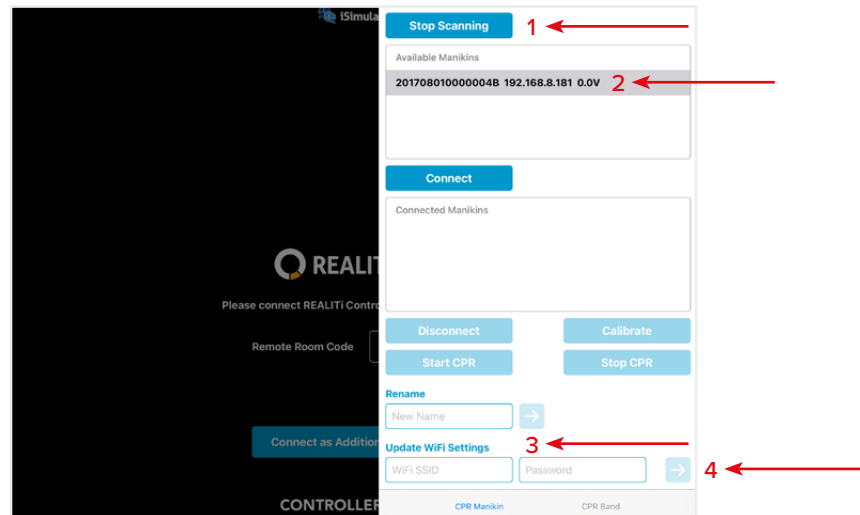 iSimula
Stop Scanning
1
Available Manikins
201708010000004B 192.168.8.181 0.0V
2
Connect
Connected Manikins
REALIT
Please connect REALITi Contro
Remote Room Code
Disconnect
Calibrate
Start CPR
Stop CPR
Rename
New Name
Connect as Addition
Update WiFi Settings
3
WiFi SSID
Password
4
CONTROLLER
CPR Manikin
CPR Band